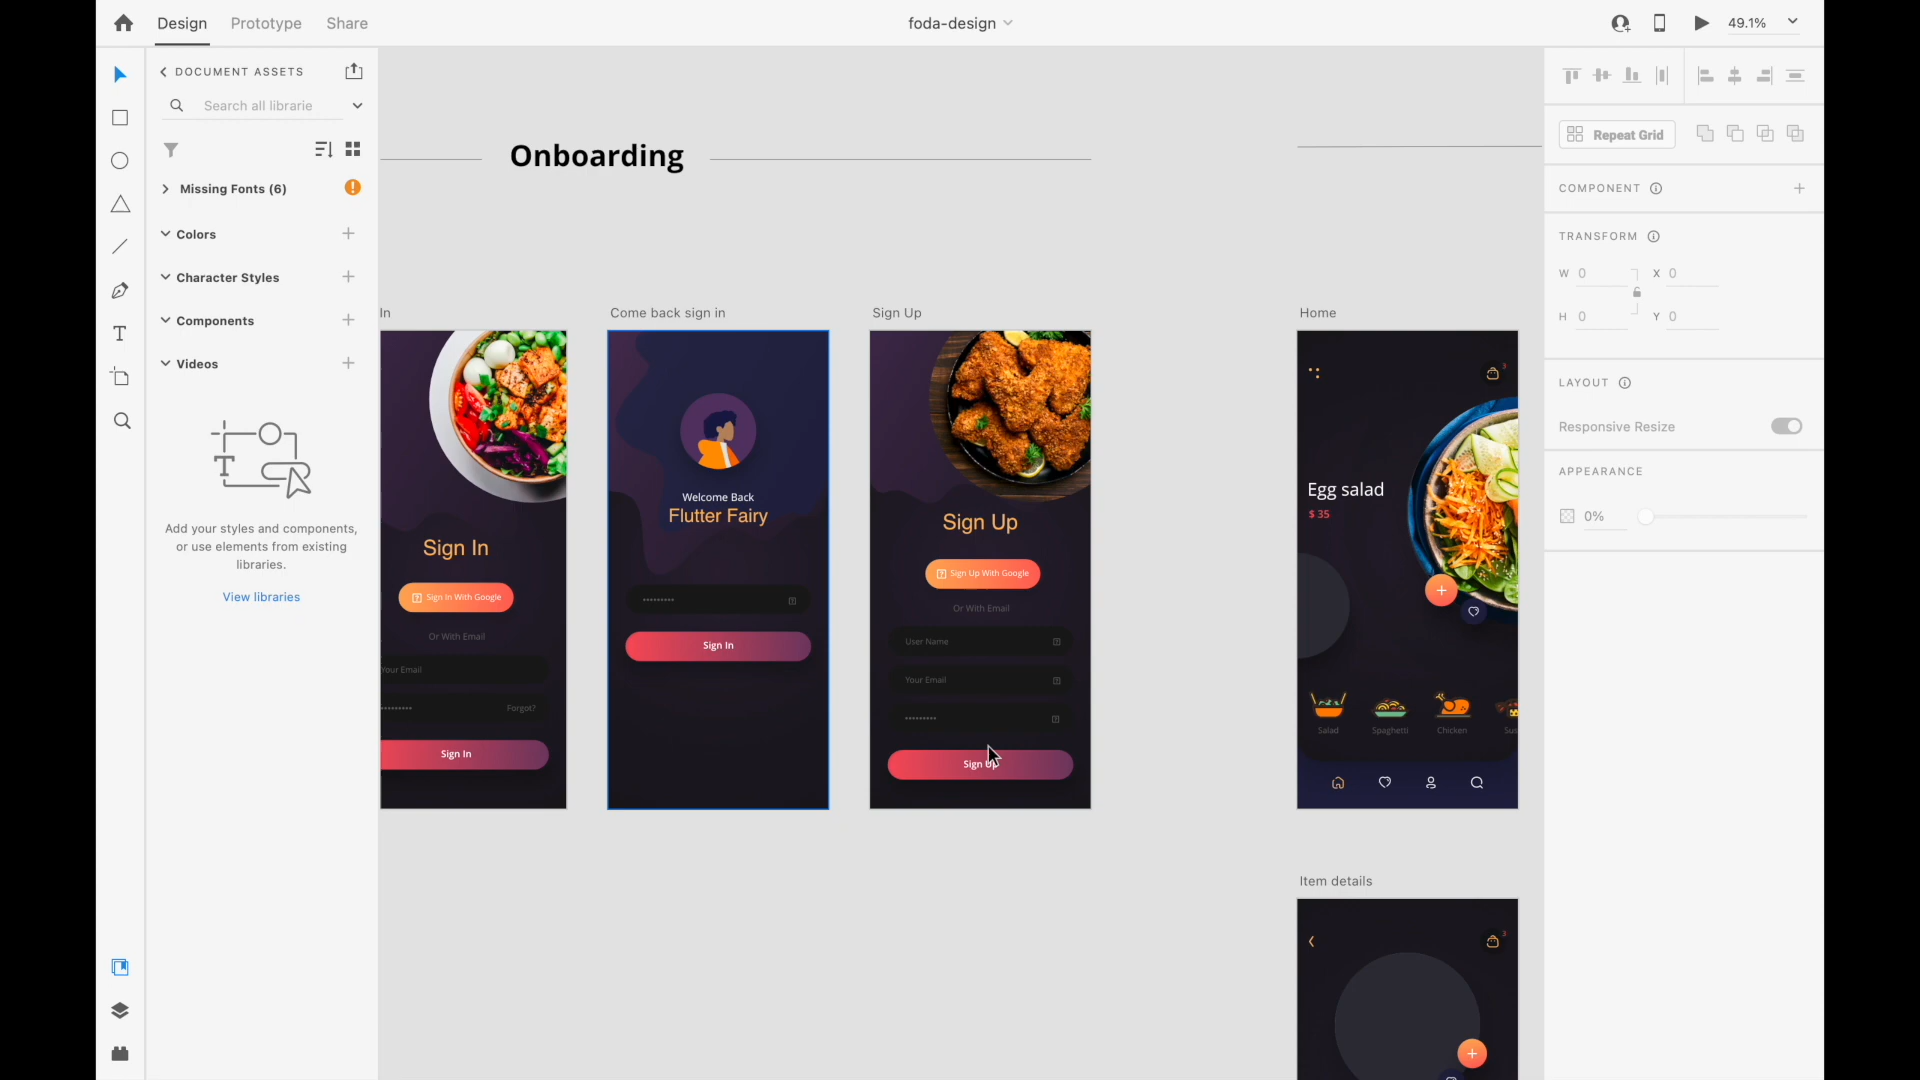 Design
Prototype
Share
foda-design
49.1%
DOCUMENT ASSETS
Search all librarie
Missing Fonts (6)
Colors
Character Styles
Components
Videos
Add your styles and components,
or use elements from existing
libraries.
View libraries
Onboarding
In
Sign In
Sign In With Google
Or With Email
Your Email
Forgot?
Sign In
Come back sign in
Welcome Back
Flutter Fairy
Sign In
Sign Up
Sign Up
Sign Up With Google
Or With Email
User Name
Your Email
Sign Up
Home
3
Egg salad
$ 35
Salad
Spaghetti
Chicken
Sus
Item details
3
Repeat Grid
COMPONENT
TRANSFORM
W 0
X 0
H 0
Y 0
LAYOUT
Responsive Resize
APPEARANCE
0%